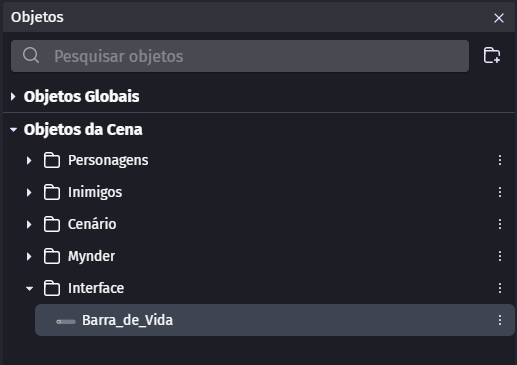 Objetos
Pesquisar objetos
Objetos Globais
Objetos da Cena
Personagens
Inimigos
Cenário
Mynder
Interface
Barra_de_Vida